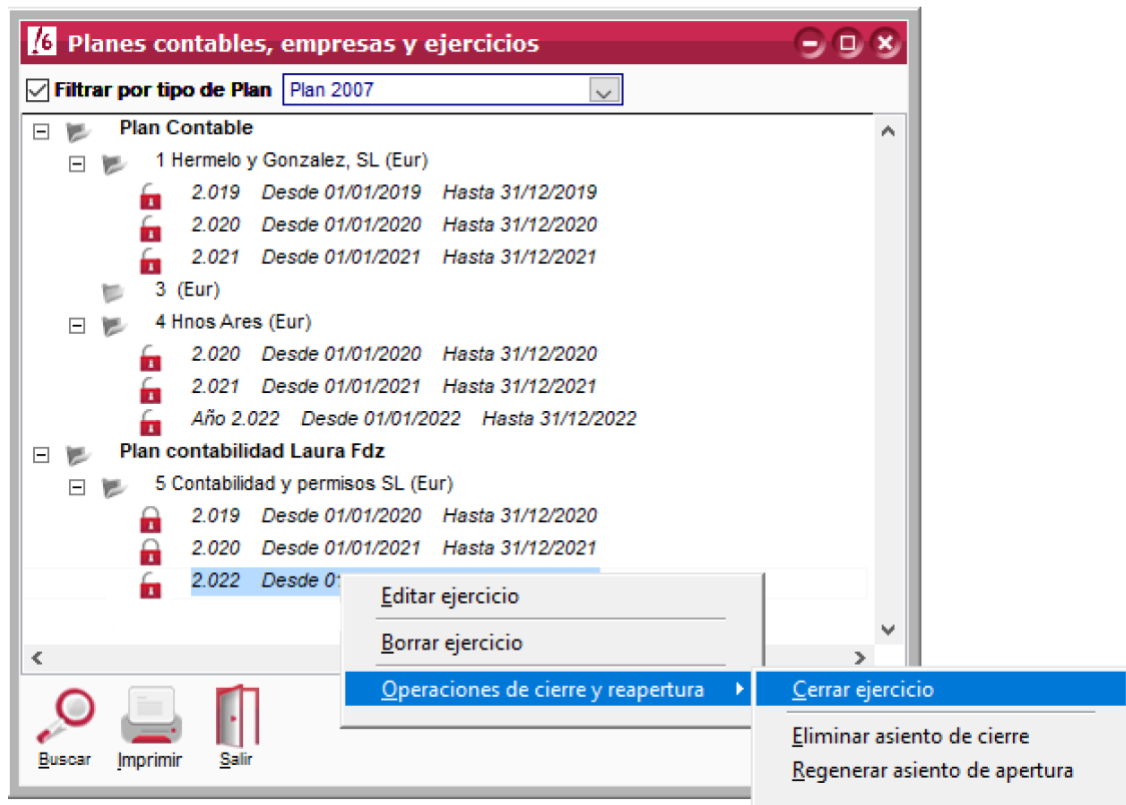 Planes contables, empresas y ejercicios
Filtrar por tipo de Plan Plan 2007
Plan Contable
1 Hermelo y Gonzalez, SL (Eur)
2.019 Desde 01/01/2019 Hasta 31/12/2019
2.020 Desde 01/01/2020 Hasta 31/12/2020
2.021 Desde 01/01/2021 Hasta 31/12/2021
3 (Eur)
4 Hnos Ares (Eur)
2.020 Desde 01/01/2020 Hasta 31/12/2020
2.021 Desde 01/01/2021 Hasta 31/12/2021
Año 2.022 Desde 01/01/2022 Hasta 31/12/2022
Plan contabilidad Laura Fdz
5 Contabilidad y permisos SL (Eur)
2.019 Desde 01/01/2020 Hasta 31/12/2020
2.020 Desde 01/01/2021 Hasta 31/12/2021
2.022 Desde
Editar ejercicio
Borrar ejercicio
Operaciones de cierre y reapertura
Cerrar ejercicio
Eliminar asiento de cierre
Regenerar asiento de apertura
Buscar Imprimir Salir